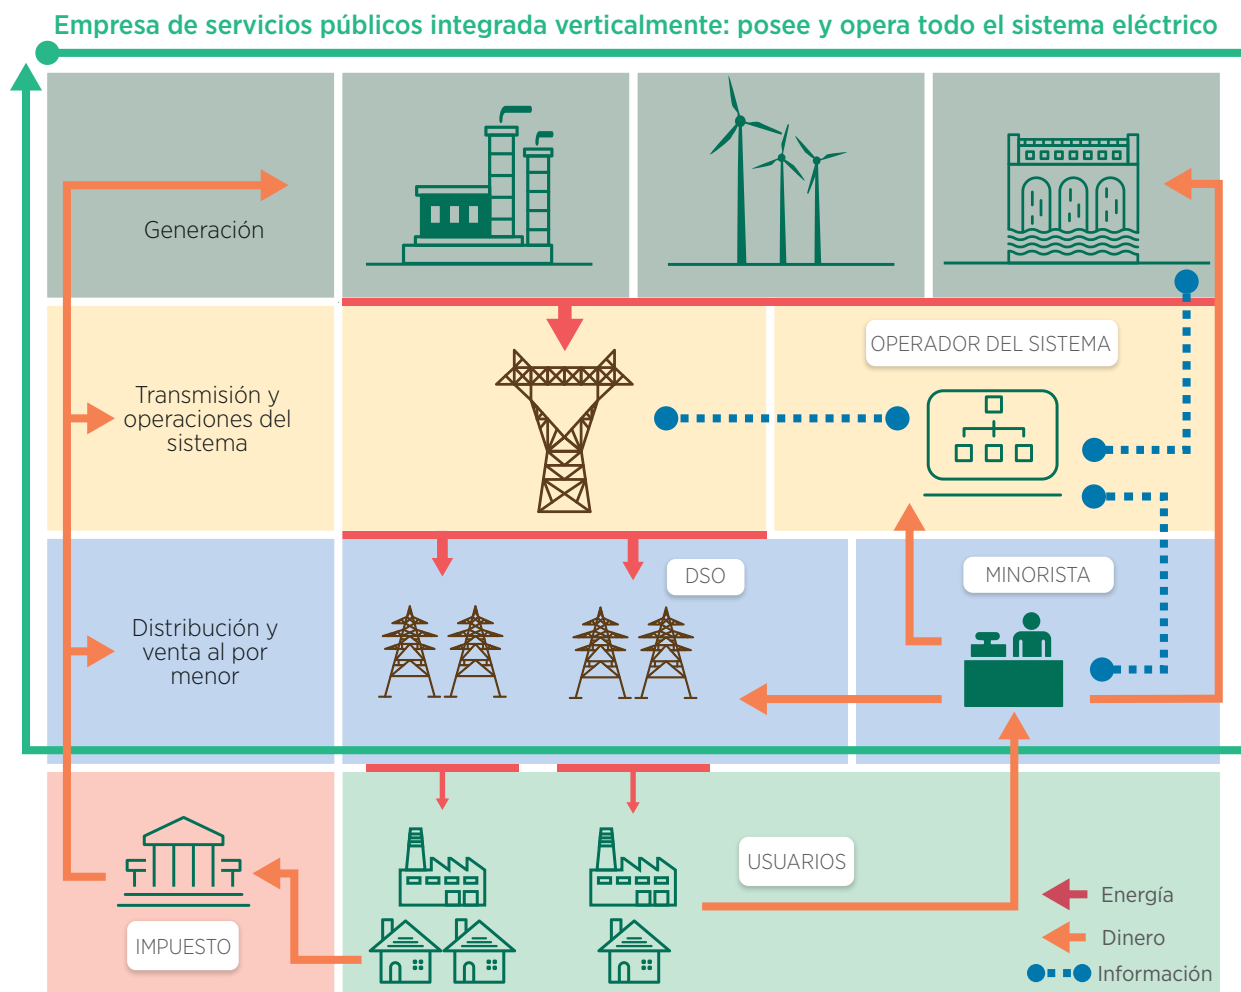 Empresa de servicios públicos integrada verticalmente: posee y opera todo el sistema eléctrico
Generación
OPERADOR DEL SISTEMA
Transmisión y
operaciones del
sistema
DSO
MINORISTA
Distribución y
venta al por
menor
USUARIOS
IMPUESTO
Energía
Dinero
Información